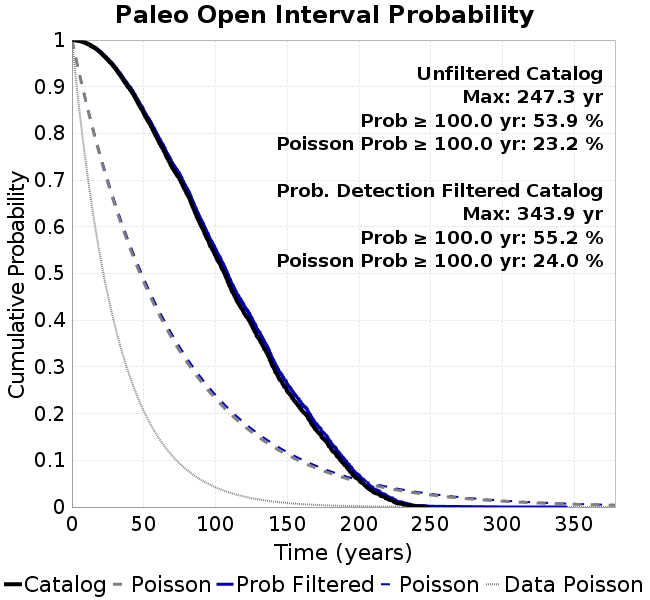 Paleo Open Interval Probability
Cumulative Probability
1
0.9
0.8
0.7
0.6
0.5
0.4
0.3
0.2
0.1
0
Unfiltered Catalog
Max: 247.3 yr
Prob ≥ 100.0 yr: 53.9 %
Poisson Prob ≥ 100.0 yr: 23.2 %
Prob. Detection Filtered Catalog
Max: 343.9 yr
Prob ≥ 100.0 yr: 55.2 %
Poisson Prob ≥ 100.0 yr: 24.0 %
0 50 100 150 200 250 300 350
Time (years)
Catalog Poisson Prob Filtered Poisson Data Poisson